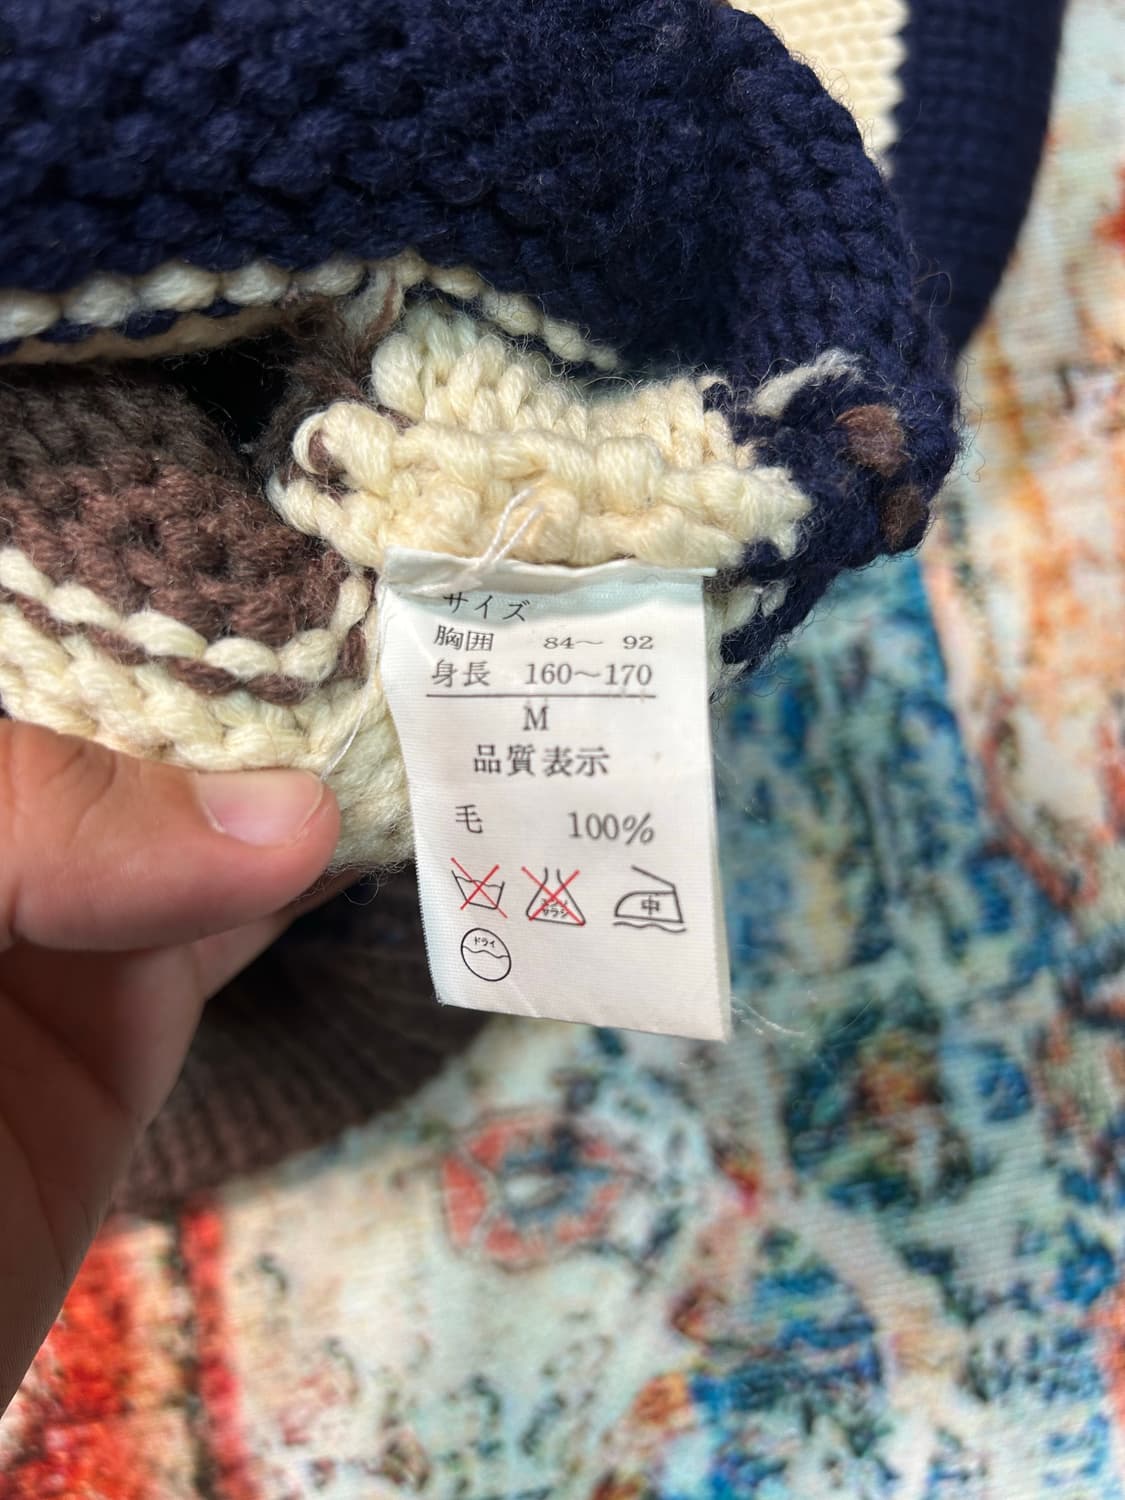 サイズ
胸囲 84〜 92
身長 160〜170
M
品質表示
毛 100%
中
ドライ